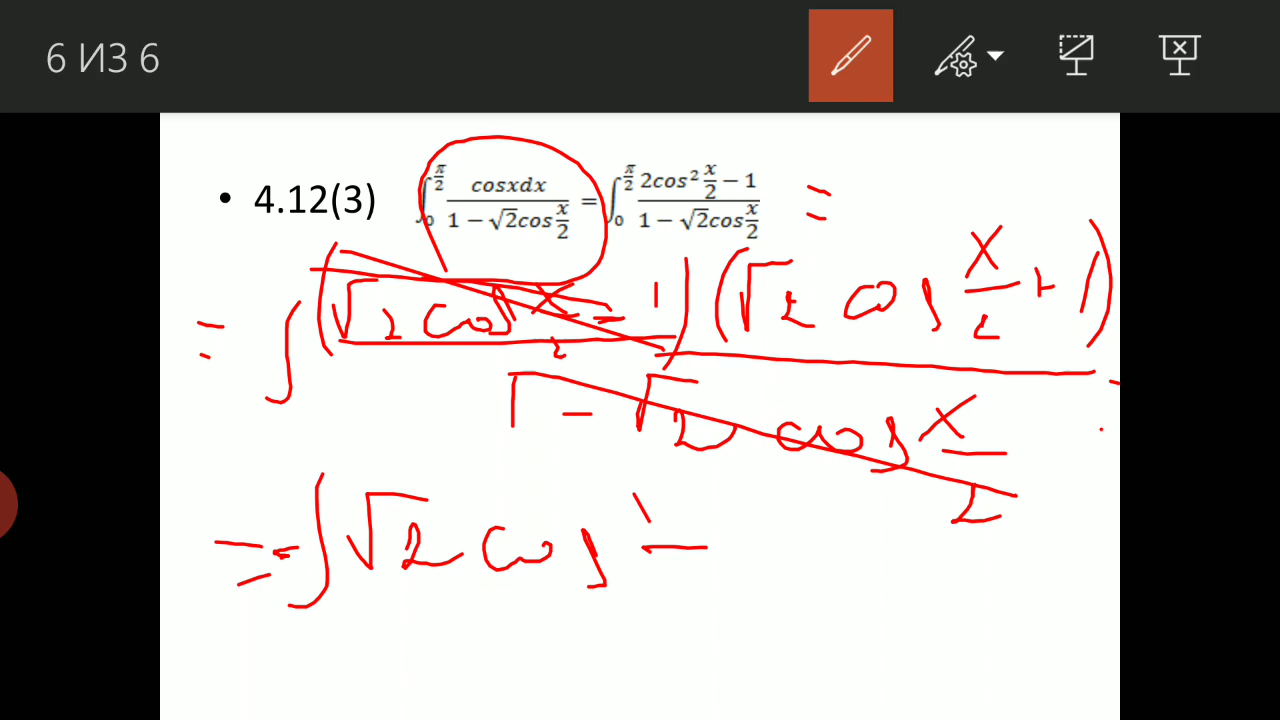 6 ИЗ 6
• 4.12(3) ∫₀^(π/2) cosxdx / (1 − √2cos x/2) = ∫₀^(π/2) (2cos² x/2 − 1) / (1 − √2cos x/2) =
= ∫ (√2 cos x/2 − 1)(√2 cos x/2 + 1) / (1 − √2 cos x/2)
= = ∫ √2 cos